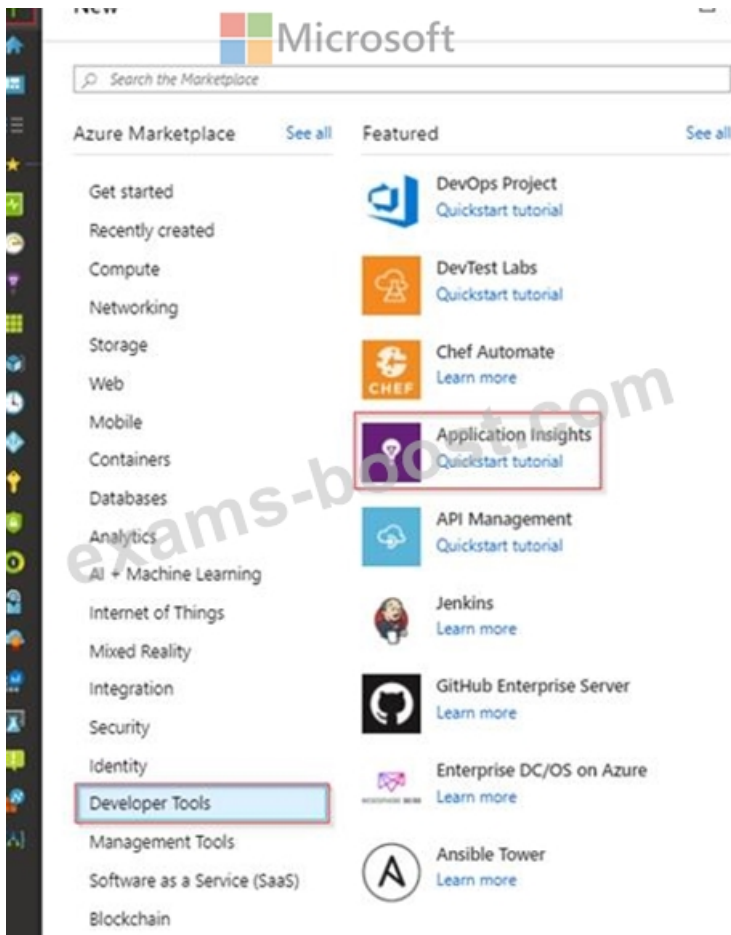 New
Microsoft
Search the Marketplace
Azure Marketplace See all
Featured See all
Get started
Recently created
Compute
Networking
Storage
Web
Mobile
Containers
Databases
Analytics
AI + Machine Learning
Internet of Things
Mixed Reality
Integration
Security
Identity
Developer Tools
Management Tools
Software as a Service (SaaS)
Blockchain
DevOps Project
Quickstart tutorial
DevTest Labs
Quickstart tutorial
CHEF
Chef Automate
Learn more
Application Insights
Quickstart tutorial
API Management
Quickstart tutorial
Jenkins
Learn more
GitHub Enterprise Server
Learn more
Enterprise DC/OS on Azure
Learn more
Ansible Tower
Learn more
exams-boost.com